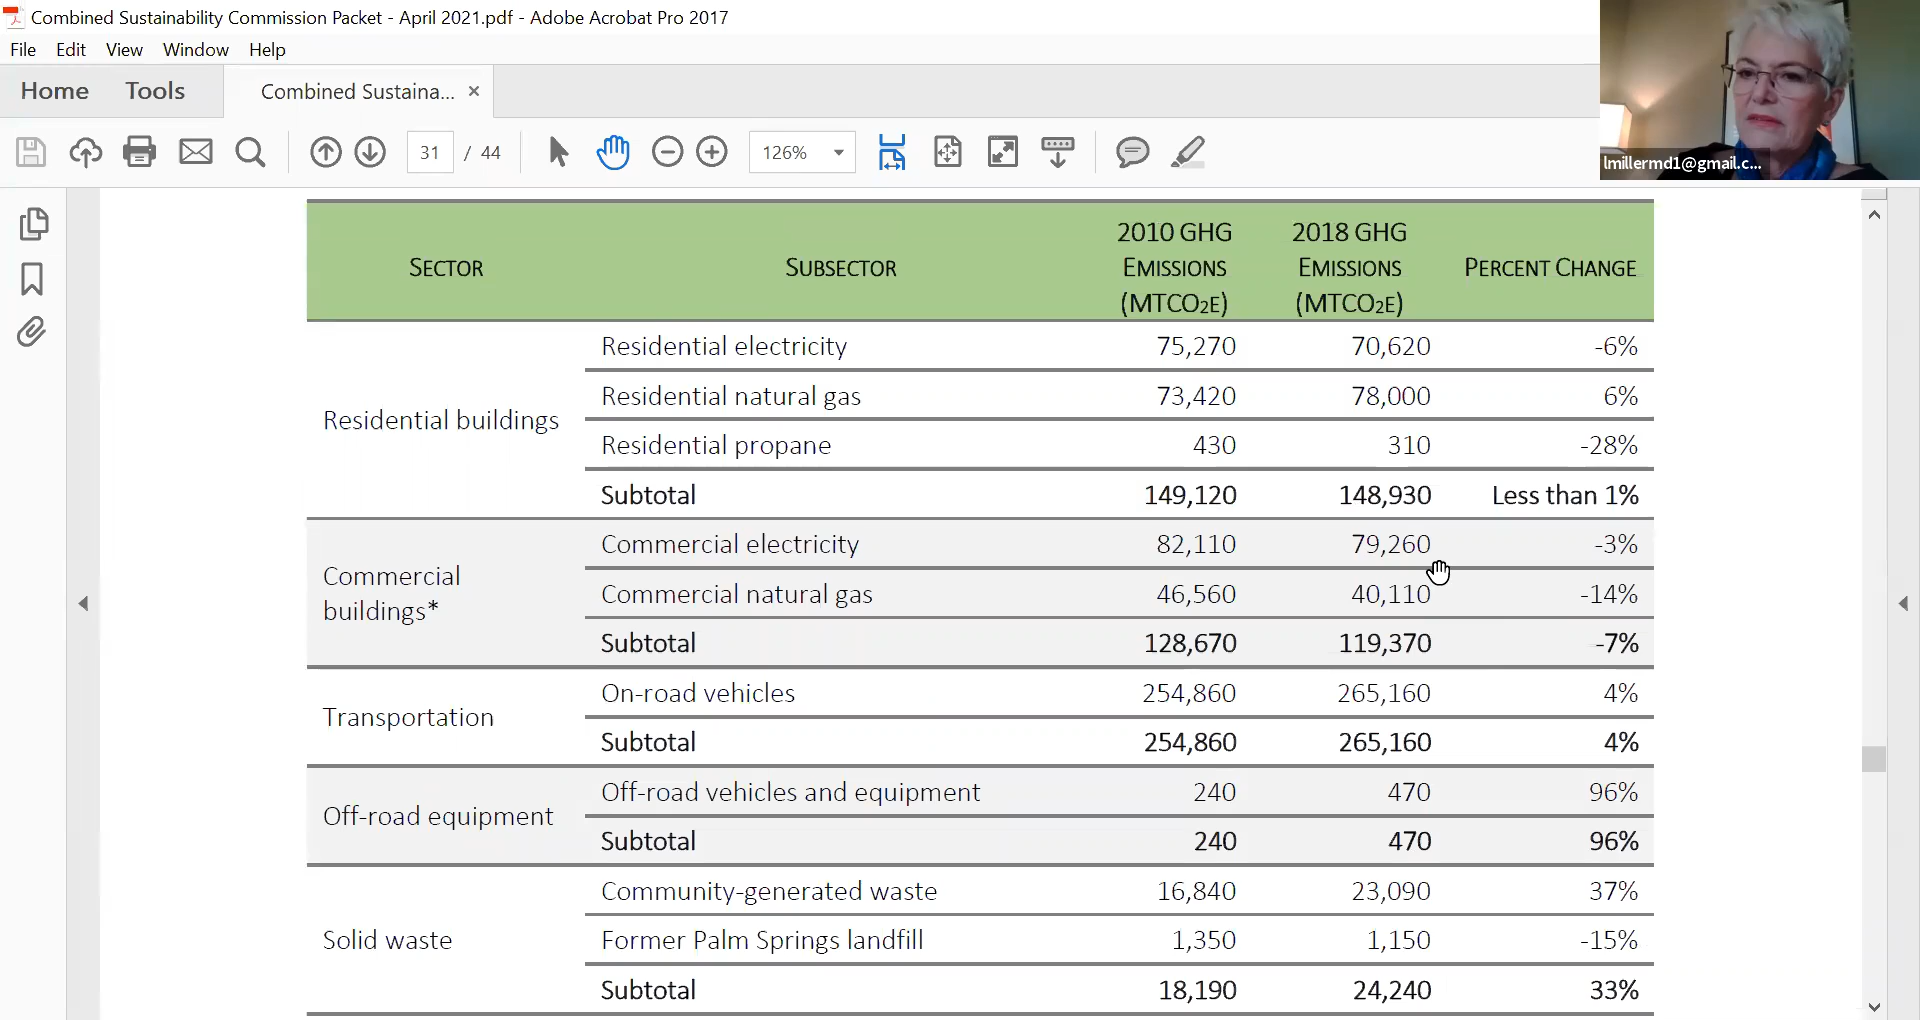 Combined Sustainability Commission Packet - April 2021.pdf - Adobe Acrobat Pro 2017
File Edit View Window Help
Home Tools Combined Sustaina... ×
31 / 44 126%
lmillermd1@gmail.c...
SECTOR SUBSECTOR 2010 GHG EMISSIONS (MTCO2E) 2018 GHG EMISSIONS (MTCO2E) PERCENT CHANGE
Residential buildings
Residential electricity 75,270 70,620 -6%
Residential natural gas 73,420 78,000 6%
Residential propane 430 310 -28%
Subtotal 149,120 148,930 Less than 1%
Commercial buildings*
Commercial electricity 82,110 79,260 -3%
Commercial natural gas 46,560 40,110 -14%
Subtotal 128,670 119,370 -7%
Transportation
On-road vehicles 254,860 265,160 4%
Subtotal 254,860 265,160 4%
Off-road equipment
Off-road vehicles and equipment 240 470 96%
Subtotal 240 470 96%
Solid waste
Community-generated waste 16,840 23,090 37%
Former Palm Springs landfill 1,350 1,150 -15%
Subtotal 18,190 24,240 33%